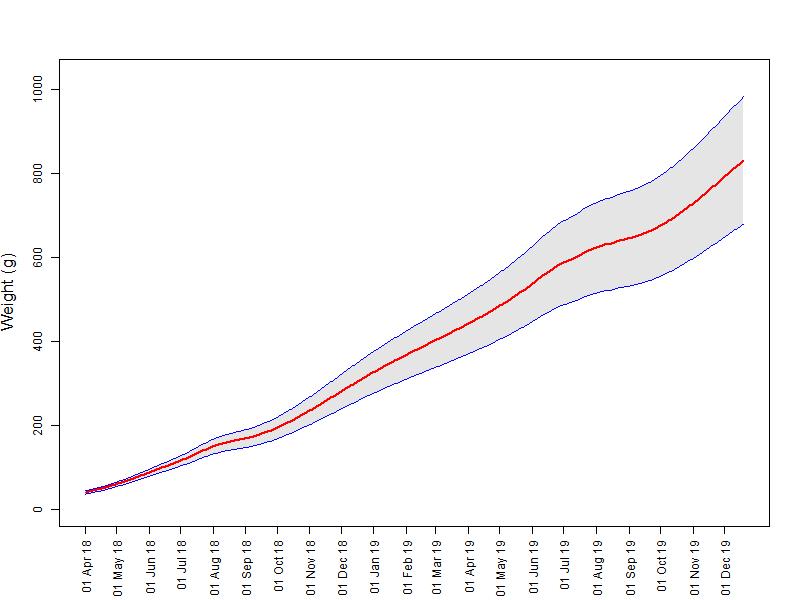 Weight (g)
1000
800
600
400
200
0
01 Apr 18
01 May 18
01 Jun 18
01 Jul 18
01 Aug 18
01 Sep 18
01 Oct 18
01 Nov 18
01 Dec 18
01 Jan 19
01 Feb 19
01 Mar 19
01 Apr 19
01 May 19
01 Jun 19
01 Jul 19
01 Aug 19
01 Sep 19
01 Oct 19
01 Nov 19
01 Dec 19